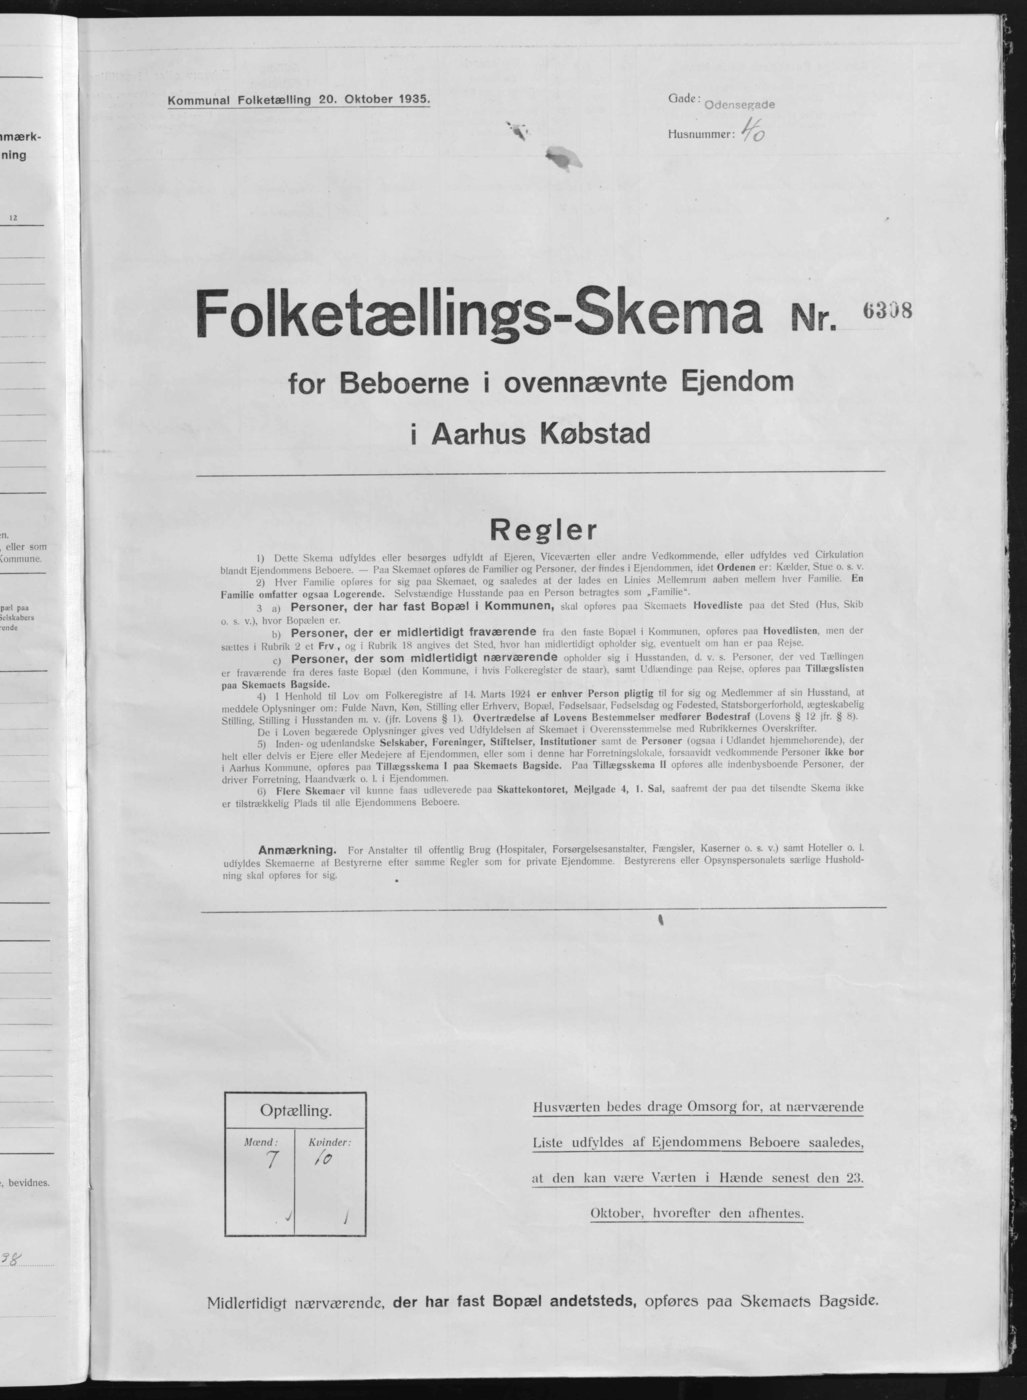 mærk-
ning
12
en.
, eller som
Kommune.
pæl paa
Selskabers
rende
, bevidnes.
98
Kommunal Folketælling 20. Oktober 1935.
Gade: Odensegade
Husnummer: 40
Folketællings-Skema Nr. 6308
for Beboerne i ovennævnte Ejendom
i Aarhus Købstad
Regler
1) Dette Skema udfyldes eller besørges udfyldt af Ejeren, Viceværten eller andre Vedkommende, eller udfyldes ved Cirkulation
blandt Ejendommens Beboere. — Paa Skemaet opføres de Familier og Personer, der findes i Ejendommen, idet Ordenen er: Kælder, Stue o. s. v.
2) Hver Familie opføres for sig paa Skemaet, og saaledes at der lades en Linies Mellemrum aaben mellem hver Familie. En
Familie omfatter ogsaa Logerende. Selvstændige Husstande paa en Person betragtes som „Familie“.
3 a) Personer, der har fast Bopæl i Kommunen, skal opføres paa Skemaets Hovedliste paa det Sted (Hus, Skib
o. s. v.), hvor Bopælen er.
b) Personer, der er midlertidigt fraværende fra den faste Bopæl i Kommunen, opføres paa Hovedlisten, men der
sættes i Rubrik 2 et Frv., og i Rubrik 18 angives det Sted, hvor han midlertidigt opholder sig, eventuelt om han er paa Rejse.
c) Personer, der som midlertidigt nærværende opholder sig i Husstanden, d. v. s. Personer, der ved Tællingen
er fraværende fra deres faste Bopæl (den Kommune, i hvis Folkeregister de staar), samt Udlændinge paa Rejse, opføres paa Tillægslisten
paa Skemaets Bagside.
4) I Henhold til Lov om Folkeregistre af 14. Marts 1924 er enhver Person pligtig til for sig og Medlemmer af sin Husstand, at
meddele Oplysninger om: Fulde Navn, Køn, Stilling eller Erhverv, Bopæl, Fødselsaar, Fødselsdag og Fødested, Statsborgerforhold, ægteskabelig
Stilling, Stilling i Husstanden m. v. (jfr. Lovens § 1). Overtrædelse af Lovens Bestemmelser medfører Bødestraf (Lovens § 12 jfr. § 8).
De i Loven begærede Oplysninger gives ved Udfyldelsen af Skemaet i Overensstemmelse med Rubrikkernes Overskrifter.
5) Inden- og udenlandske Selskaber, Foreninger, Stiftelser, Institutioner samt de Personer (ogsaa i Udlandet hjemmehørende), der
helt eller delvis er Ejere eller Medejere af Ejendommen, eller som i denne har Forretningslokale, forsaavidt vedkommende Personer ikke bor
i Aarhus Kommune, opføres paa Tillægsskema I paa Skemaets Bagside. Paa Tillægsskema II opføres alle indenbysboende Personer, der
driver Forretning, Haandværk o. l. i Ejendommen.
6) Flere Skemaer vil kunne faas udleverede paa Skattekontoret, Mejlgade 4, 1. Sal, saafremt der paa det tilsendte Skema ikke
er tilstrækkelig Plads til alle Ejendommens Beboere.
Anmærkning. For Anstalter til offentlig Brug (Hospitaler, Forsørgelsesanstalter, Fængsler, Kaserner o. s. v.) samt Hoteller o. l.
udfyldes Skemaerne af Bestyrerne efter samme Regler som for private Ejendomme. Bestyrerens eller Opsynspersonalets særlige Hushold-
ning skal opføres for sig.
Optælling.
Mænd: Kvinder:
7 10
Husværten bedes drage Omsorg for, at nærværende
Liste udfyldes af Ejendommens Beboere saaledes,
at den kan være Værten i Hænde senest den 23.
Oktober, hvorefter den afhentes.
Midlertidigt nærværende, der har fast Bopæl andetsteds, opføres paa Skemaets Bagside.